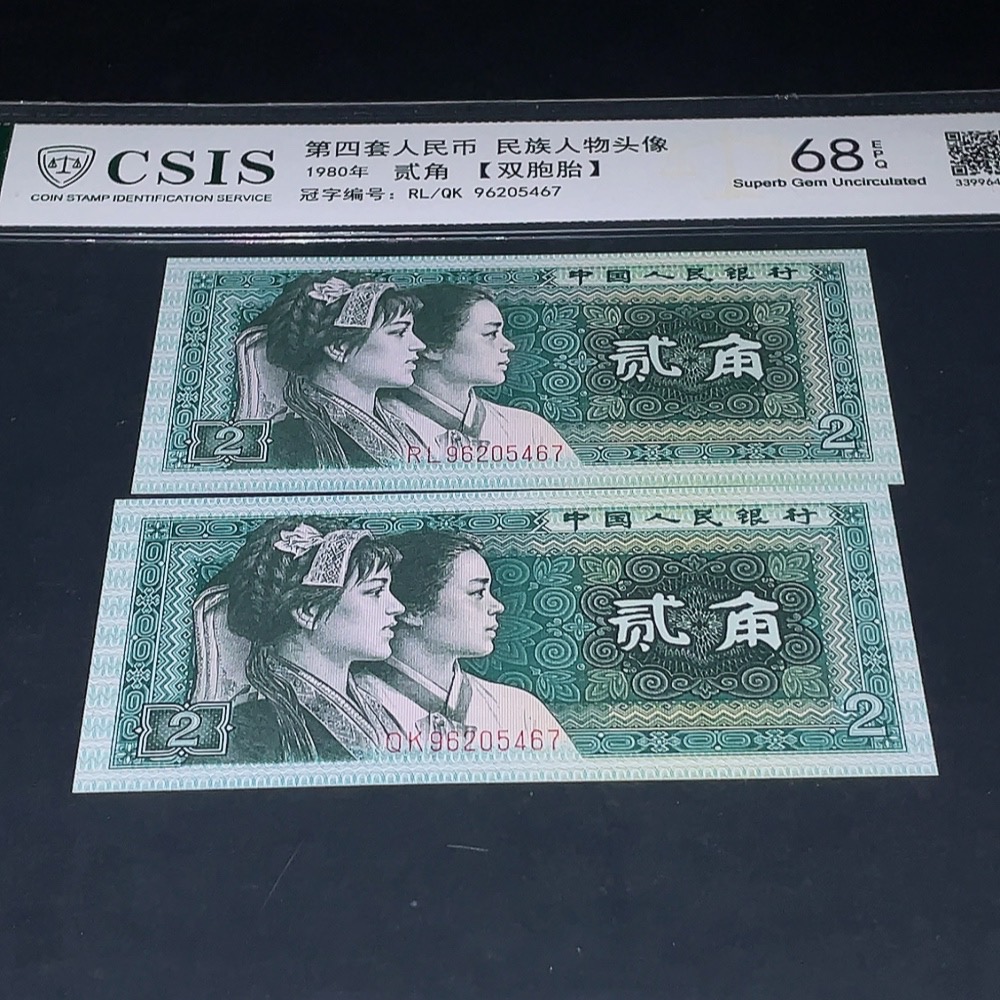 CSIS
COIN STAMP IDENTIFICATION SERVICE
第四套人民币 民族人物头像
1980年 贰角 【双胞胎】
冠字编号: RL/QK 96205467
68 EPQ
Superb Gem Uncirculated
339964
中国人民银行
贰角
2
2
RL96205467
中国人民银行
贰角
2
2
QK96205467